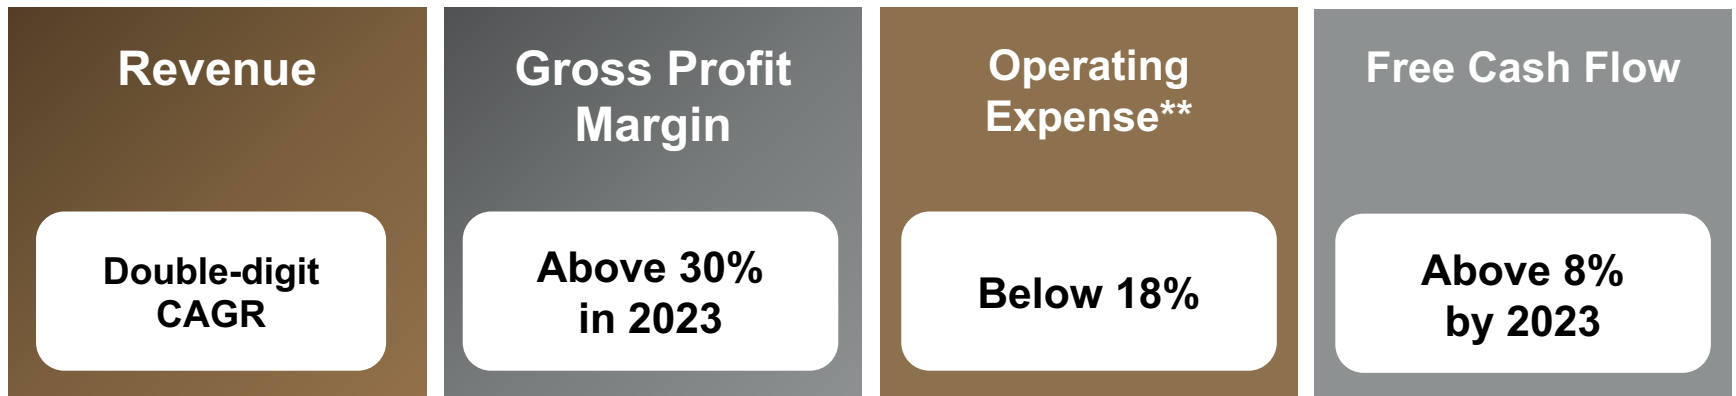 Revenue
Double-digit
CAGR
Gross Profit
Margin
Above 30%
in 2023
Operating
Expense**
Below 18%
Free Cash Flow
Above 8%
by 2023